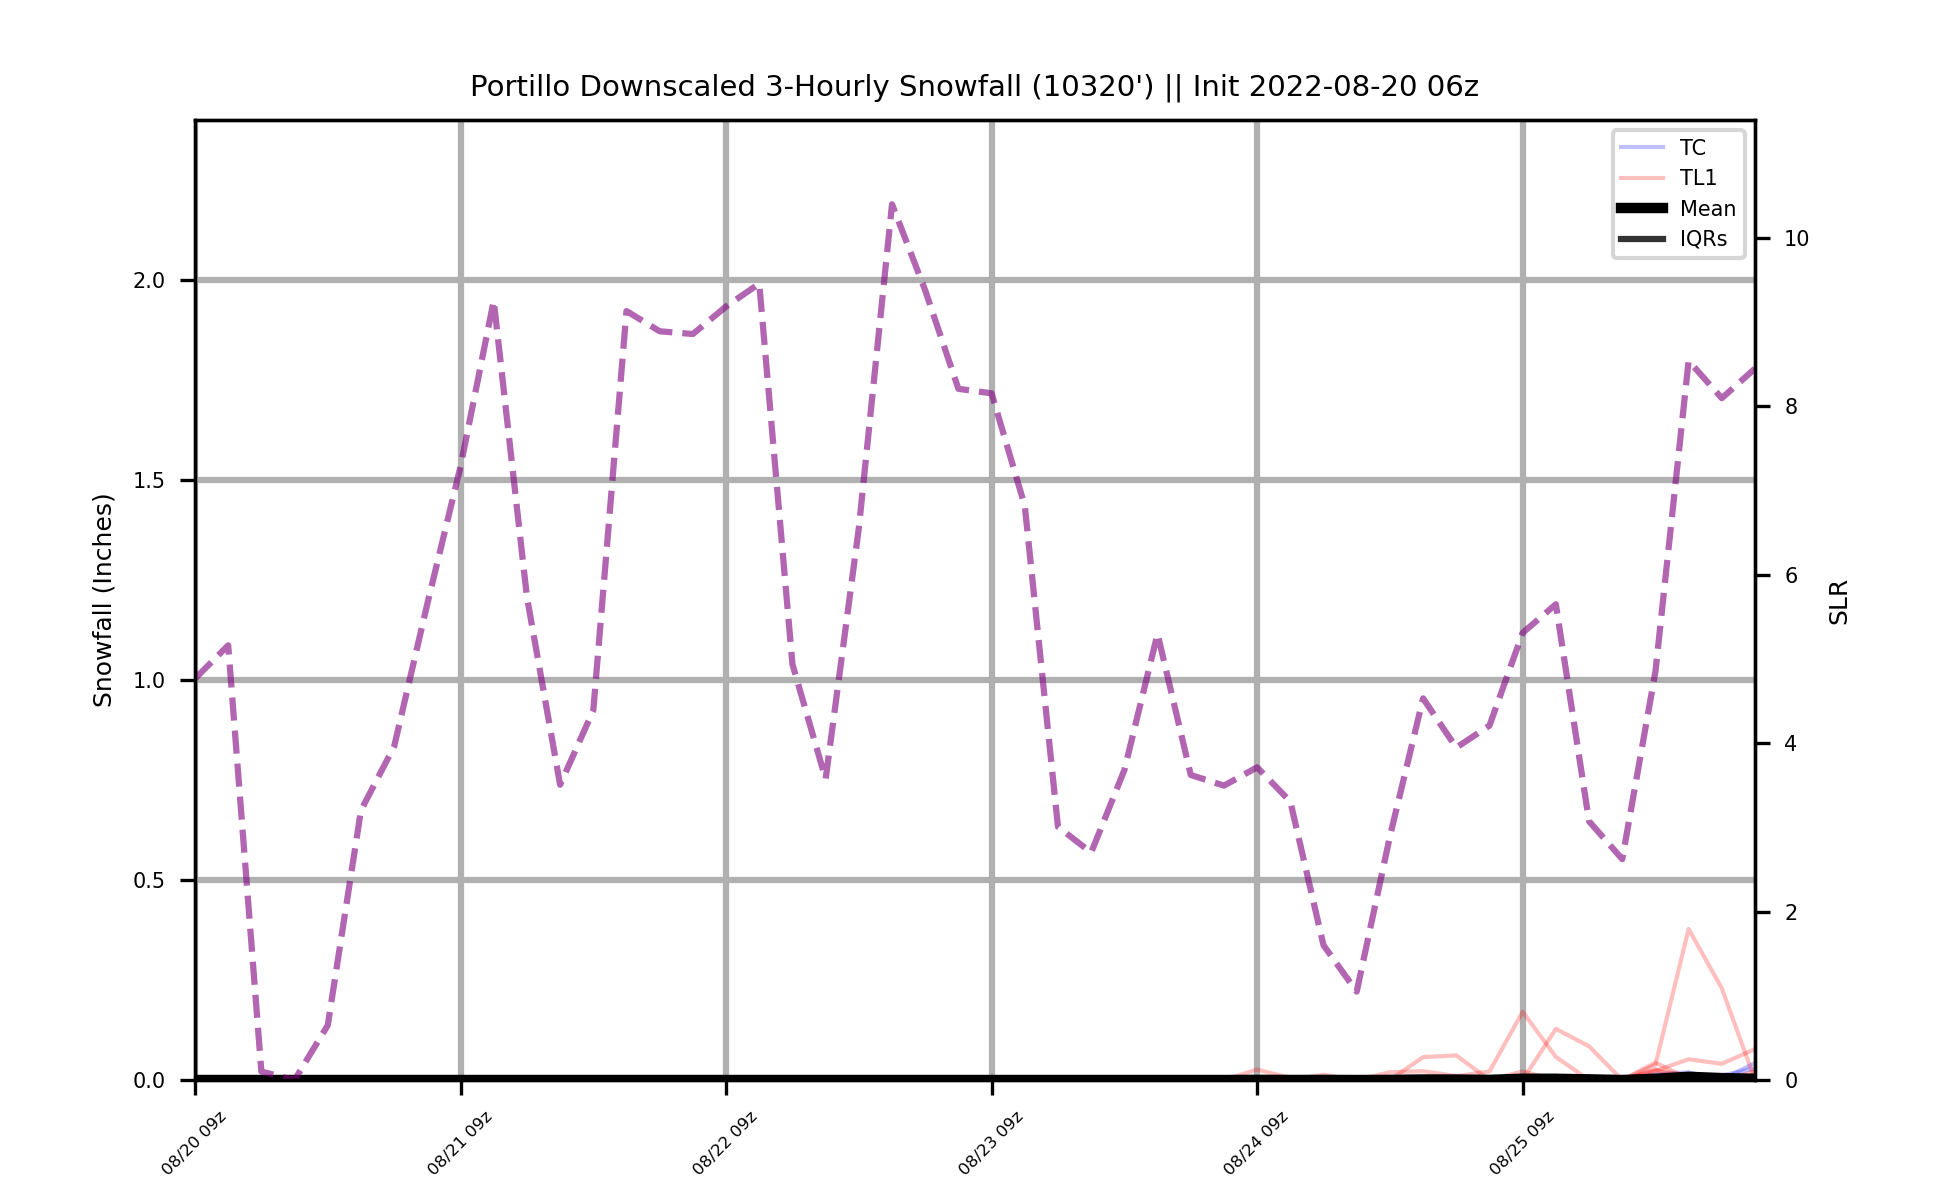 Portillo Downscaled 3-Hourly Snowfall (10320') || Init 2022-08-20 06z
TC
TL1
Mean
IQRs
Snowfall (Inches)
2.0
1.5
1.0
0.5
0.0
10
8
6
4
2
0
SLR
08/20 09z
08/21 09z
08/22 09z
08/23 09z
08/24 09z
08/25 09z